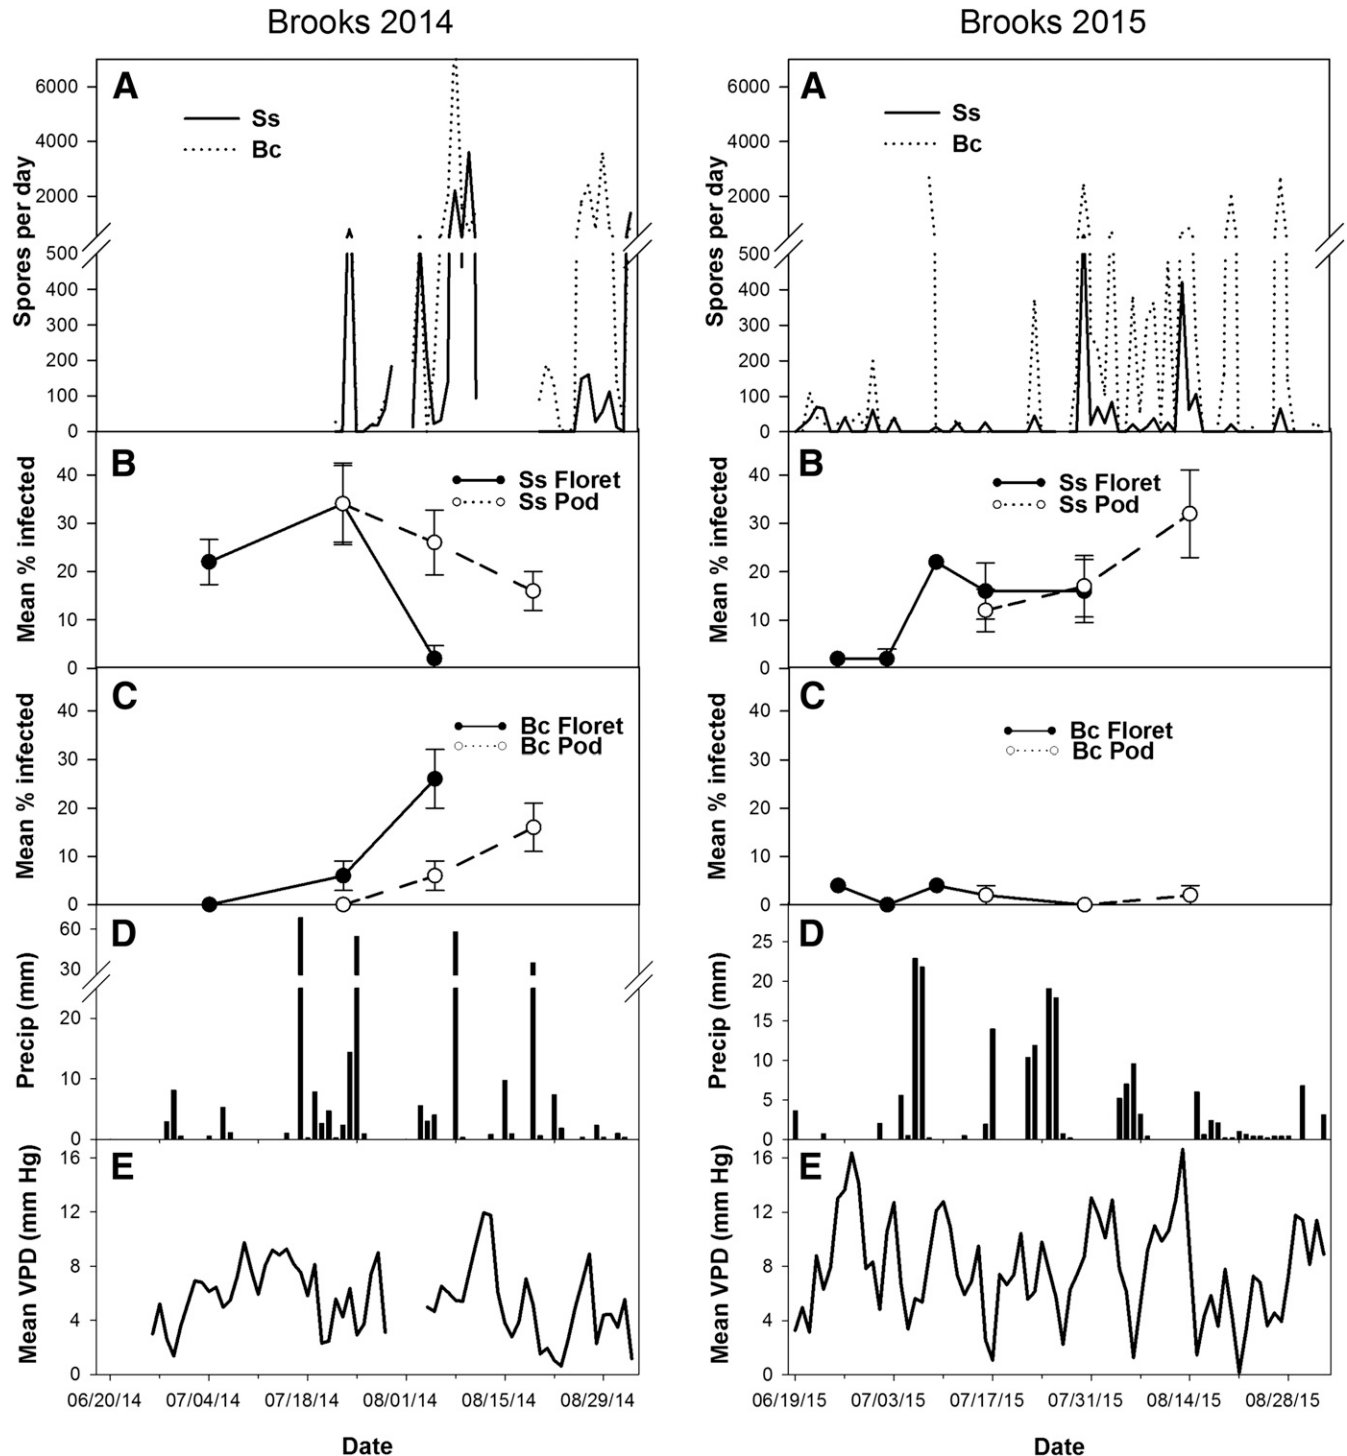 Brooks 2014
A
Ss
Bc
6000
4000
2000
500
400
300
200
100
0
Spores per day
B
Ss Floret
Ss Pod
40
30
20
10
0
Mean % infected
C
Bc Floret
Bc Pod
40
30
20
10
0
Mean % infected
D
60
30
20
10
0
Precip (mm)
E
16
12
8
4
0
Mean VPD (mm Hg)
06/20/14 07/04/14 07/18/14 08/01/14 08/15/14 08/29/14
Date
Brooks 2015
A
Ss
Bc
6000
4000
2000
500
400
300
200
100
0
Spores per day
B
Ss Floret
Ss Pod
40
30
20
10
0
Mean % infected
C
Bc Floret
Bc Pod
40
30
20
10
0
Mean % infected
D
25
20
15
10
5
0
Precip (mm)
E
16
12
8
4
0
Mean VPD (mm Hg)
06/19/15 07/03/15 07/17/15 07/31/15 08/14/15 08/28/15
Date